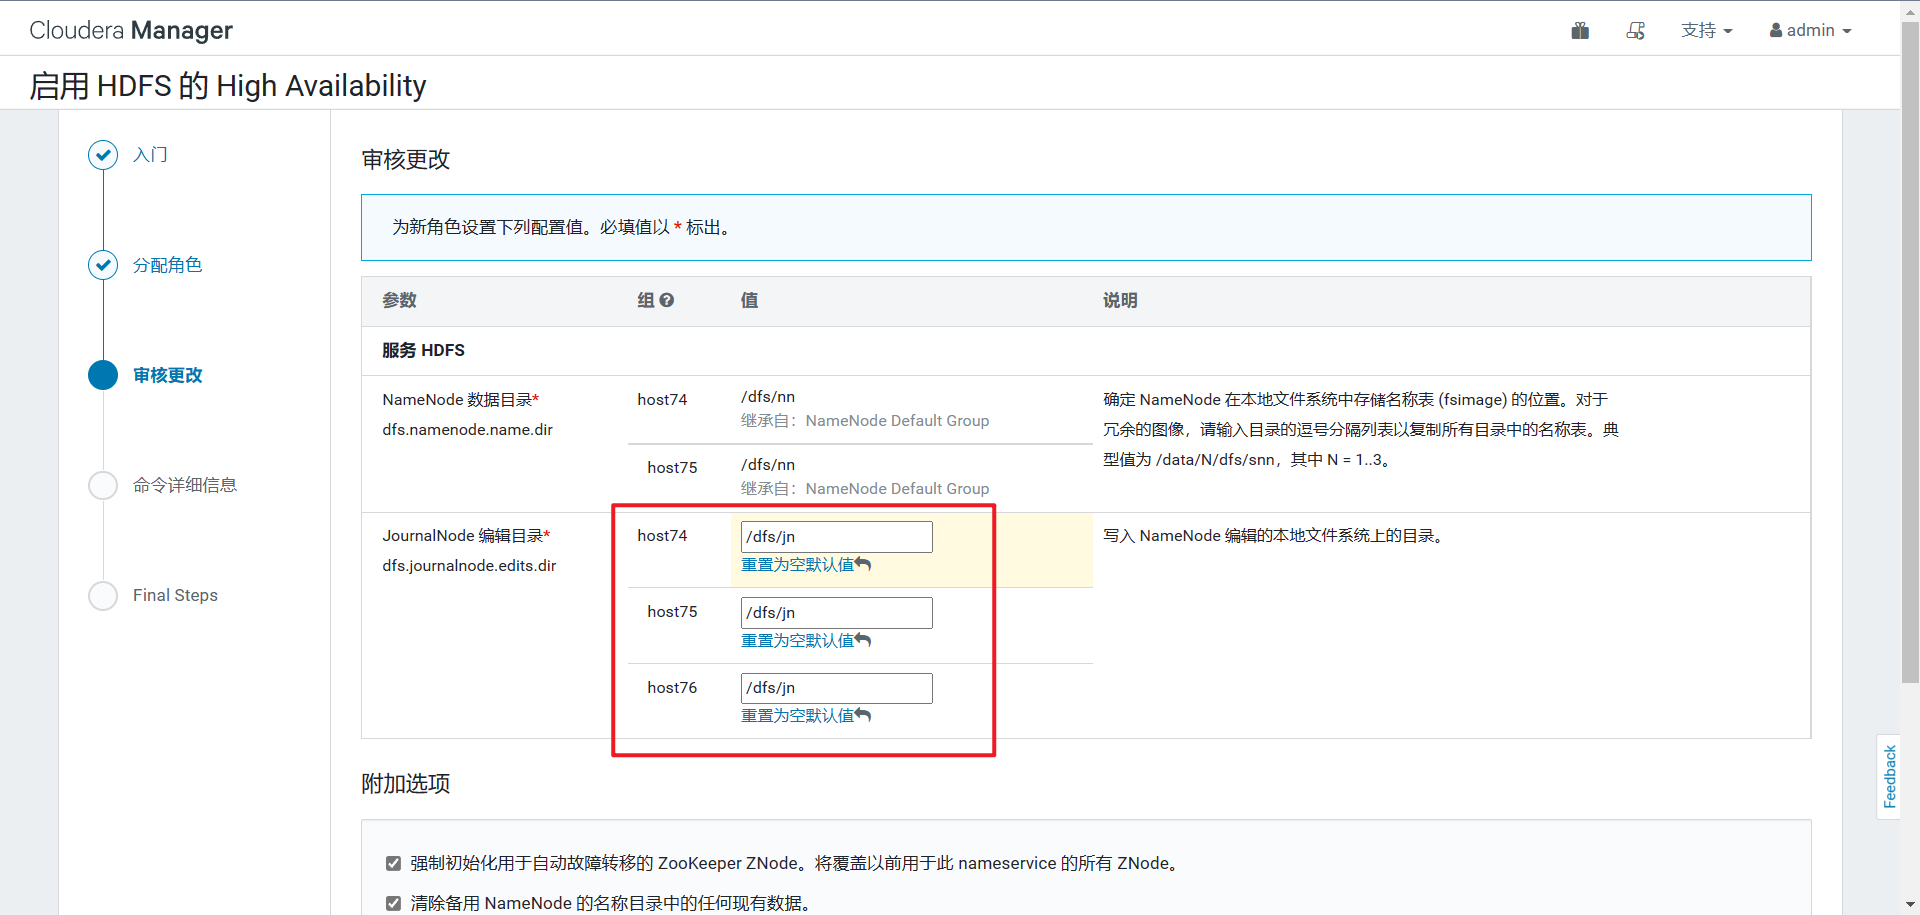 Cloudera Manager
支持
admin
启用 HDFS 的 High Availability
入门
分配角色
审核更改
命令详细信息
Final Steps
审核更改
为新角色设置下列配置值。必填值以 * 标出。
参数 组 值 说明
服务 HDFS
NameNode 数据目录*
dfs.namenode.name.dir
host74
/dfs/nn
继承自：NameNode Default Group
host75
/dfs/nn
继承自：NameNode Default Group
确定 NameNode 在本地文件系统中存储名称表 (fsimage) 的位置。对于
冗余的图像，请输入目录的逗号分隔列表以复制所有目录中的名称表。典
型值为 /data/N/dfs/snn，其中 N = 1..3。
JournalNode 编辑目录*
dfs.journalnode.edits.dir
host74
/dfs/jn
重置为空默认值
host75
/dfs/jn
重置为空默认值
host76
/dfs/jn
重置为空默认值
写入 NameNode 编辑的本地文件系统上的目录。
附加选项
强制初始化用于自动故障转移的 ZooKeeper ZNode。将覆盖以前用于此 nameservice 的所有 ZNode。
清除备用 NameNode 的名称目录中的任何现有数据。
Feedback